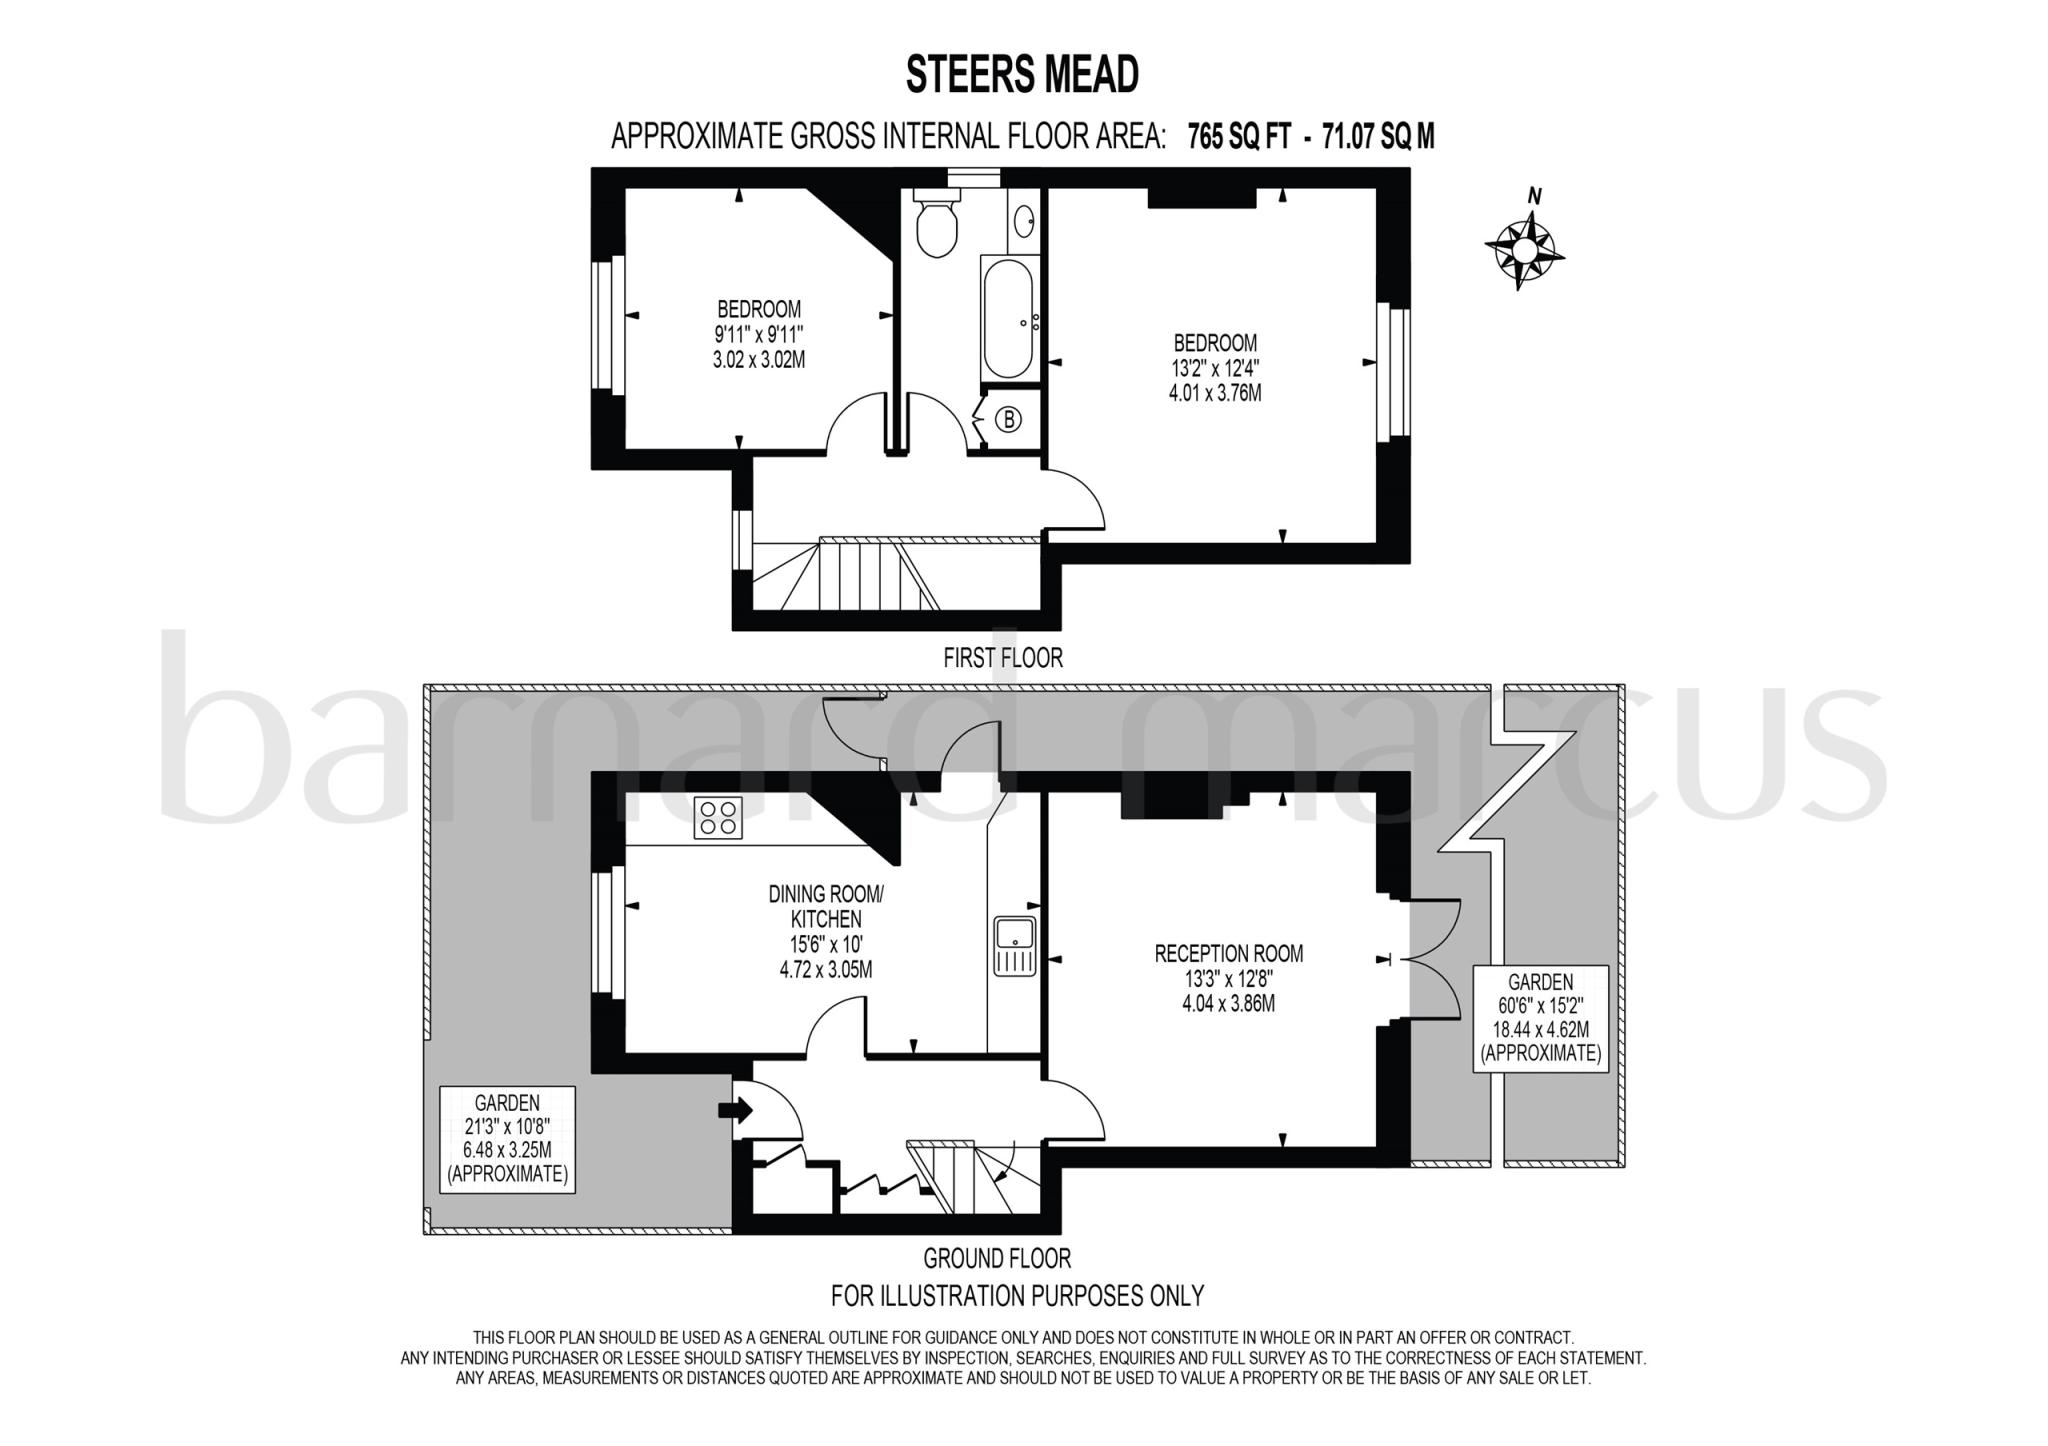 STEERS MEAD
APPROXIMATE GROSS INTERNAL FLOOR AREA: 765 SQ FT - 71.07 SQ M
N
BEDROOM
9'11" x 9'11"
3.02 x 3.02M
BEDROOM
13'2" x 12'4"
4.01 x 3.76M
B
FIRST FLOOR
barnard marcus
DINING ROOM/
KITCHEN
15'6" x 10'
4.72 x 3.05M
RECEPTION ROOM
13'3" x 12'8"
4.04 x 3.86M
GARDEN
60'6" x 15'2"
18.44 x 4.62M
(APPROXIMATE)
GARDEN
21'3" x 10'8"
6.48 x 3.25M
(APPROXIMATE)
GROUND FLOOR
FOR ILLUSTRATION PURPOSES ONLY
THIS FLOOR PLAN SHOULD BE USED AS A GENERAL OUTLINE FOR GUIDANCE ONLY AND DOES NOT CONSTITUTE IN WHOLE OR IN PART AN OFFER OR CONTRACT.
ANY INTENDING PURCHASER OR LESSEE SHOULD SATISFY THEMSELVES BY INSPECTION, SEARCHES, ENQUIRIES AND FULL SURVEY AS TO THE CORRECTNESS OF EACH STATEMENT.
ANY AREAS, MEASUREMENTS OR DISTANCES QUOTED ARE APPROXIMATE AND SHOULD NOT BE USED TO VALUE A PROPERTY OR BE THE BASIS OF ANY SALE OR LET.